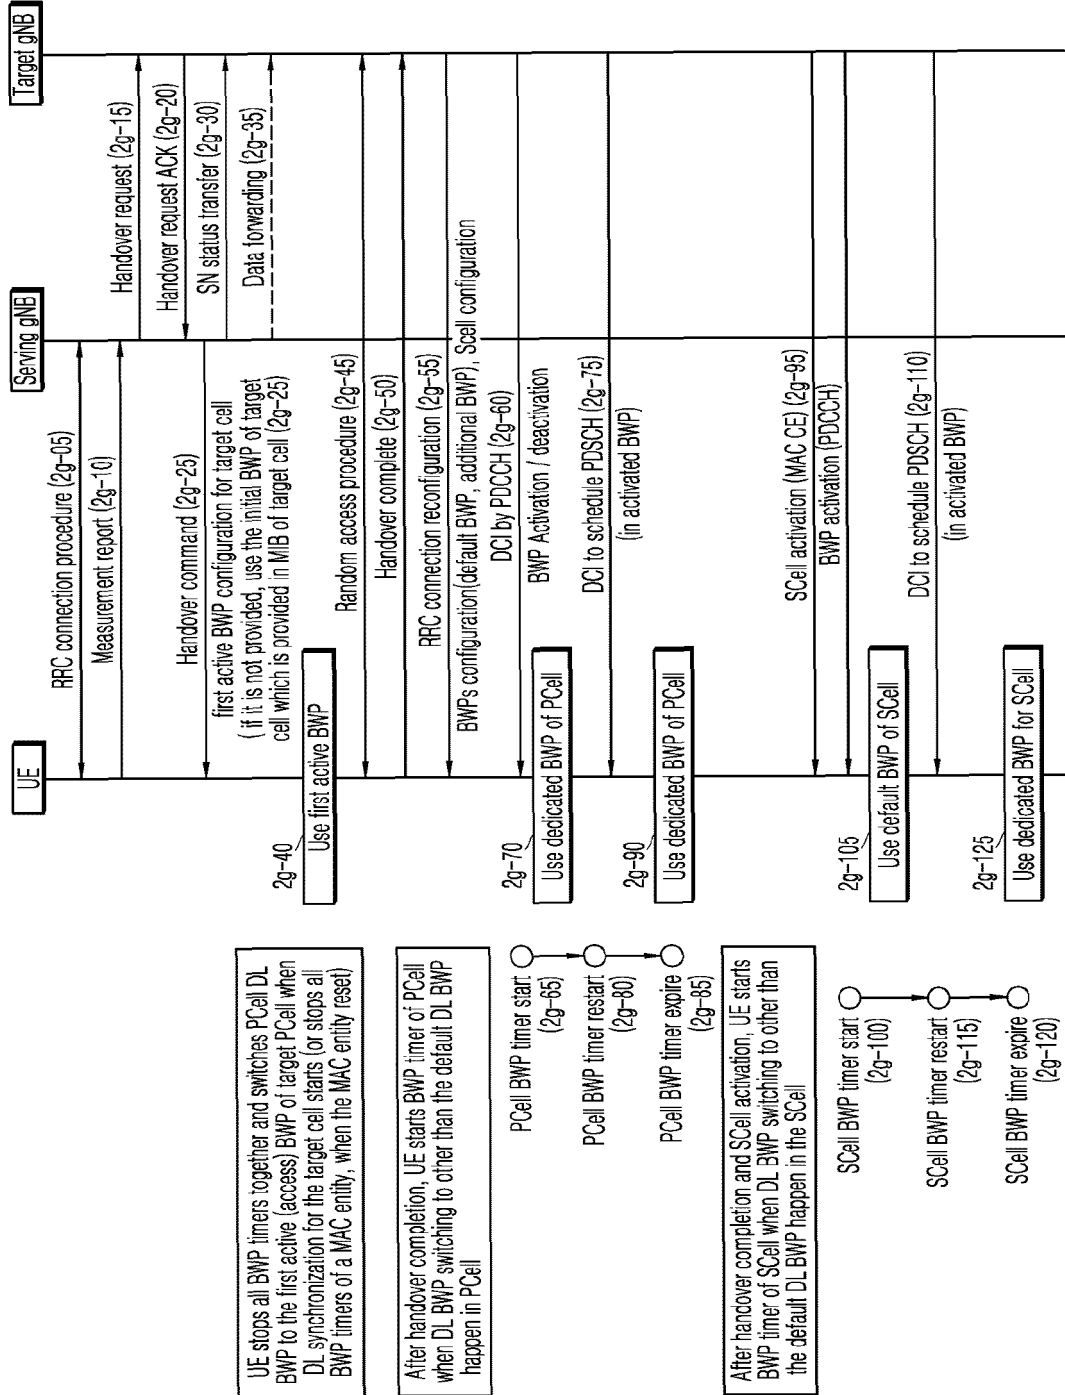 UE
Serving gNB
Target gNB
RRC connection procedure (2g-05)
Measurement report (2g-10)
Handover request (2g-15)
Handover request ACK (2g-20)
Handover command (2g-25)
first active BWP configuration for target cell
( if it is not provided, use the initial BWP of target
cell which is provided in MIB of target cell (2g-25)
SN status transfer (2g-30)
Data forwarding (2g-35)
UE stops all BWP timers together and switches PCell DL
BWP to the first active (access) BWP of target PCell when
DL synchronization for the target cell starts (or stops all
BWP timers of a MAC entity, when the MAC entity reset)
2g-40
Use first active BWP
Random access procedure (2g-45)
Handover complete (2g-50)
RRC connection reconfiguration (2g-55)
BWPs configuration(default BWP, additional BWP), Scell configuration
After handover completion, UE starts BWP timer of PCell
when DL BWP switching to other than the default DL BWP
happen in PCell
DCI by PDCCH (2g-60)
BWP Activation / deactivation
PCell BWP timer start
(2g-65)
2g-70
Use dedicated BWP of PCell
DCI to schedule PDSCH (2g-75)
(in activated BWP)
PCell BWP timer restart
(2g-80)
PCell BWP timer expire
(2g-85)
2g-90
Use dedicated BWP of PCell
After handover completion and SCell activation, UE starts
BWP timer of SCell when DL BWP switching to other than
the default DL BWP happen in the SCell
SCell activation (MAC CE) (2g-95)
BWP activation (PDCCH)
SCell BWP timer start
(2g-100)
2g-105
Use default BWP of SCell
DCI to schedule PDSCH (2g-110)
(in activated BWP)
SCell BWP timer restart
(2g-115)
SCell BWP timer expire
(2g-120)
2g-125
Use dedicated BWP for SCell